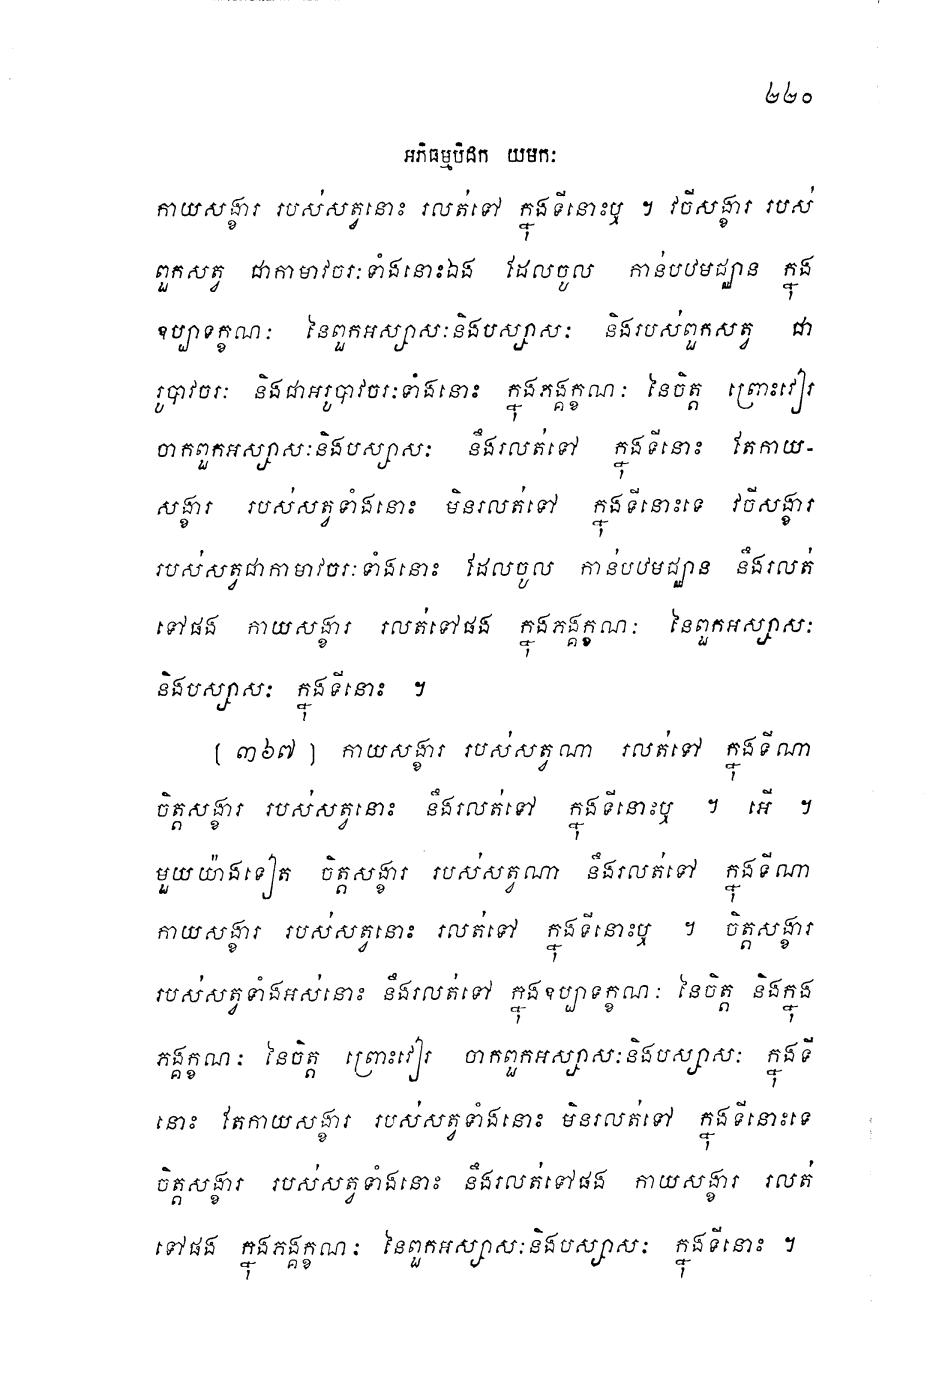 ២២០
អភិធម្មបិដក យមកៈ
កាយសង្ខារ របស់សត្វនោះ រលត់ទៅ ក្នុងទីនោះឬ ។ វចីសង្ខារ របស់
ពួកសត្វ ជាកាមាវចរៈទាំងនោះឯង ដែលចូល កាន់បឋមជ្ឈាន ក្នុង
ឧប្បាទក្ខណៈ នៃពួកអស្សាសៈនិងបស្សាសៈ និងរបស់ពួកសត្វ ជា
រូបាវចរៈ និងជាអរូបាវចរៈទាំងនោះ ក្នុងភង្គក្ខណៈ នៃចិត្ត ព្រោះវៀរ
ចាកពួកអស្សាសៈនិងបស្សាសៈ នឹងរលត់ទៅ ក្នុងទីនោះ តែកាយ-
សង្ខារ របស់សត្វទាំងនោះ មិនរលត់ទៅ ក្នុងទីនោះទេ វចីសង្ខារ
របស់សត្វជាកាមាវចរៈទាំងនោះ ដែលចូល កាន់បឋមជ្ឈាន នឹងរលត់
ទៅផង កាយសង្ខារ រលត់ទៅផង ក្នុងភង្គក្ខណៈ នៃពួកអស្សាសៈ
និងបស្សាសៈ ក្នុងទីនោះ ។
[ ៣៦៧ ] កាយសង្ខារ របស់សត្វណា រលត់ទៅ ក្នុងទីណា
ចិត្តសង្ខារ របស់សត្វនោះ នឹងរលត់ទៅ ក្នុងទីនោះឬ ។ អើ ។
មួយយ៉ាងទៀត ចិត្តសង្ខារ របស់សត្វណា នឹងរលត់ទៅ ក្នុងទីណា
កាយសង្ខារ របស់សត្វនោះ រលត់ទៅ ក្នុងទីនោះឬ ។ ចិត្តសង្ខារ
របស់សត្វទាំងអស់នោះ នឹងរលត់ទៅ ក្នុងឧប្បាទក្ខណៈ នៃចិត្ត និងក្នុង
ភង្គក្ខណៈ នៃចិត្ត ព្រោះវៀរ ចាកពួកអស្សាសៈនិងបស្សាសៈ ក្នុងទី
នោះ តែកាយសង្ខារ របស់សត្វទាំងនោះ មិនរលត់ទៅ ក្នុងទីនោះទេ
ចិត្តសង្ខារ របស់សត្វទាំងនោះ នឹងរលត់ទៅផង កាយសង្ខារ រលត់
ទៅផង ក្នុងភង្គក្ខណៈ នៃពួកអស្សាសៈនិងបស្សាសៈ ក្នុងទីនោះ ។